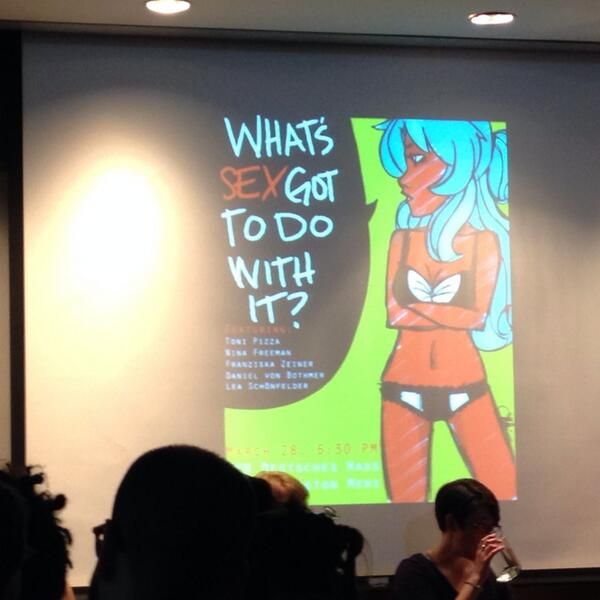 WHAT'S
SEX GOT
TO DO
WITH
IT?
FEATURING:
TONI PIZZA
NINA FREEMAN
FRANZISKA ZEINER
DANIEL VON BOTHMER
LEA SCHÖNFELDER
MARCH 28, 6:30 PM
DEUTSCHES HAUS
MEWS